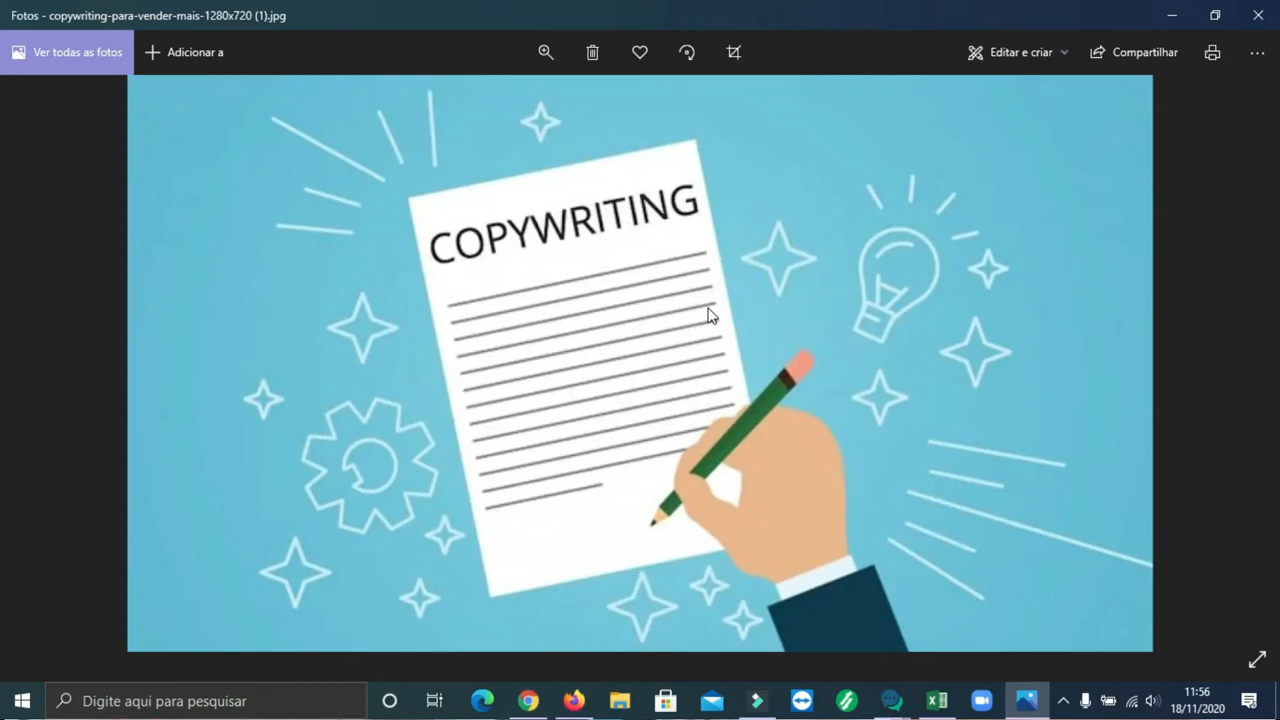 Fotos - copywriting-para-vender-mais-1280x720 (1).jpg
Ver todas as fotos
Adicionar a
Editar e criar
Compartilhar
COPYWRITING
Digite aqui para pesquisar
11:56
18/11/2020